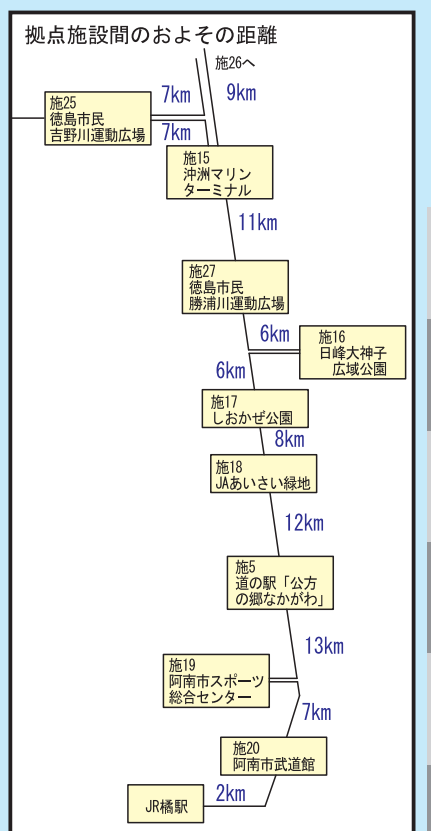 拠点施設間のおよその距離
施26へ
7km
9km
施25
徳島市民
吉野川運動広場
7km
施15
沖洲マリン
ターミナル
11km
施27
徳島市民
勝浦川運動広場
6km
施16
日峰大神子
広域公園
6km
施17
しおかぜ公園
8km
施18
JAあいさい緑地
12km
施5
道の駅「公方
の郷なかがわ」
13km
施19
阿南市スポーツ
総合センター
7km
施20
阿南市武道館
2km
JR橘駅